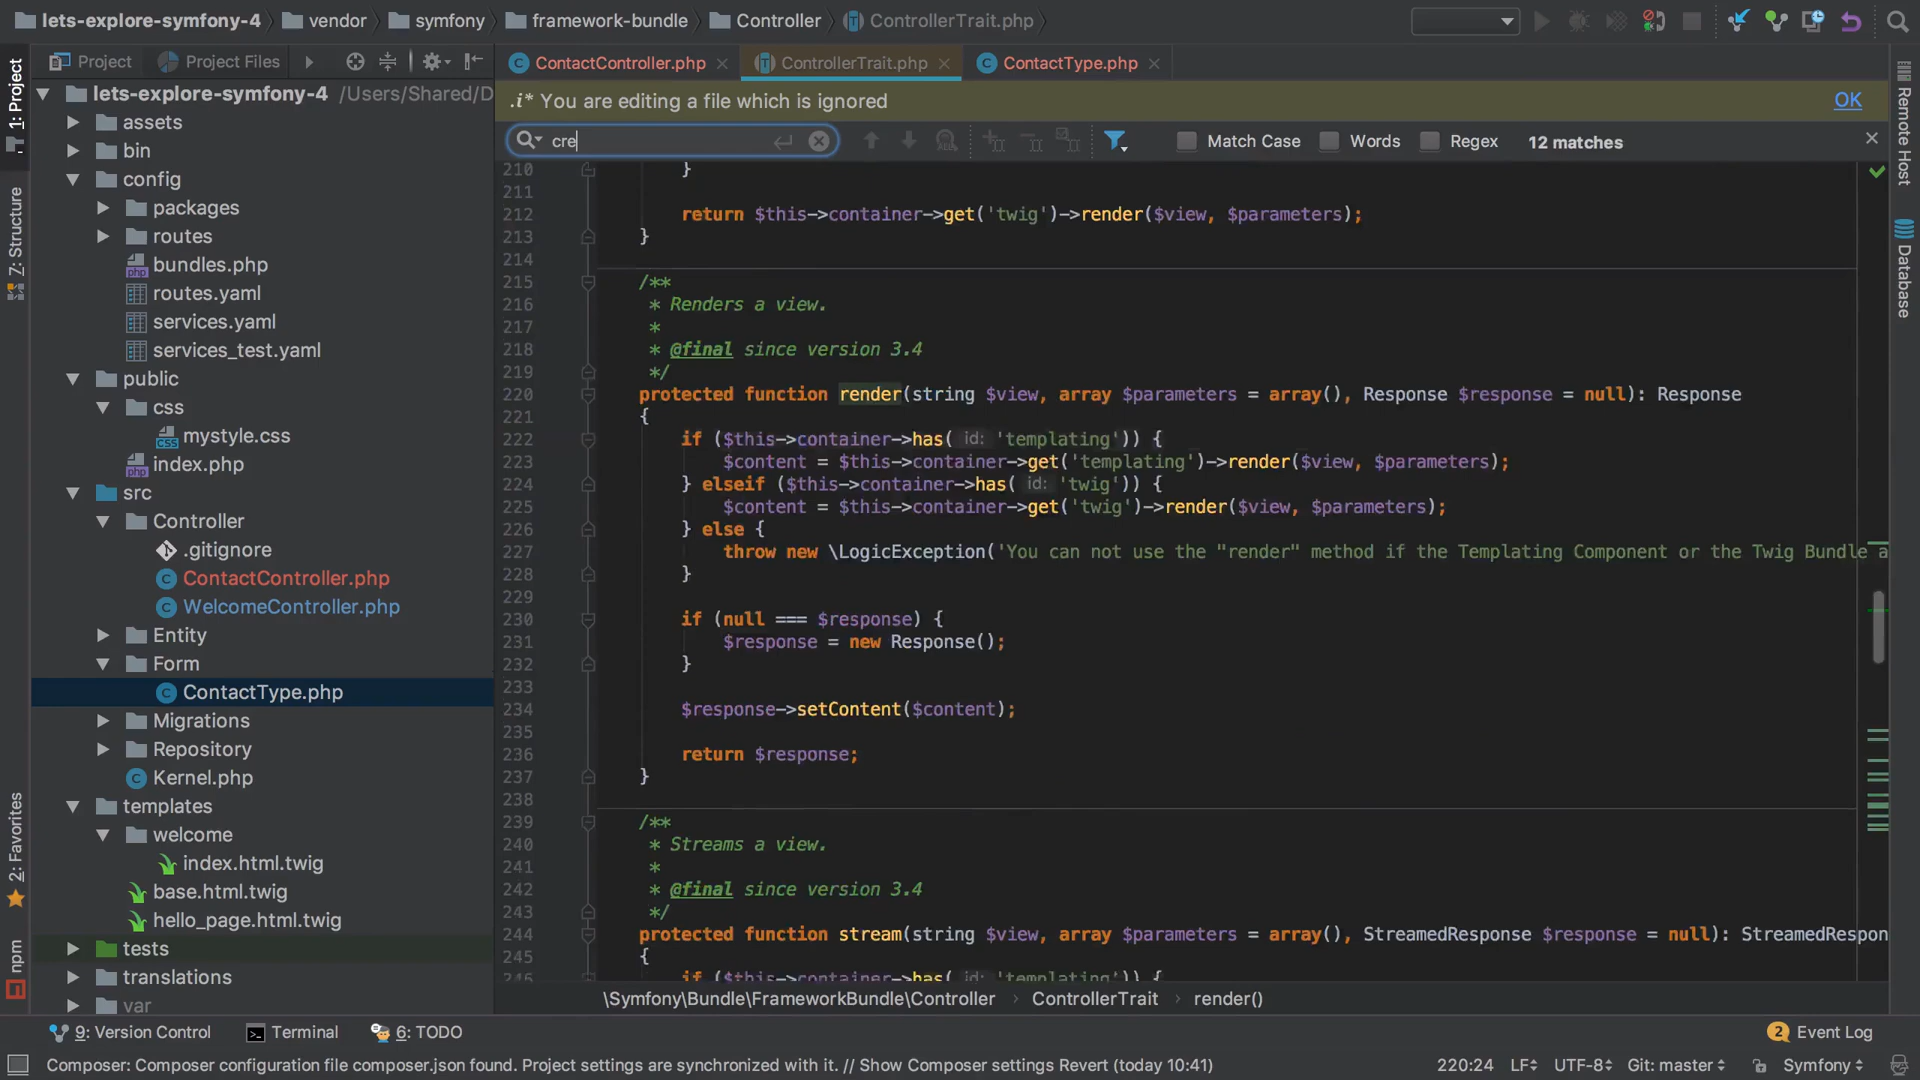 lets-explore-symfony-4 vendor symfony framework-bundle Controller ControllerTrait.php
Project Project Files
ContactController.php ControllerTrait.php ContactType.php
lets-explore-symfony-4 /Users/Shared/D
assets
bin
config
packages
routes
bundles.php
routes.yaml
services.yaml
services_test.yaml
public
css
mystyle.css
index.php
src
Controller
.gitignore
ContactController.php
WelcomeController.php
Entity
Form
ContactType.php
Migrations
Repository
Kernel.php
templates
welcome
index.html.twig
base.html.twig
hello_page.html.twig
tests
translations
var
1: Project
7: Structure
2: Favorites
npm
.i* You are editing a file which is ignored OK
cre Match Case Words Regex 12 matches
210 }
211
212 return $this->container->get('twig')->render($view, $parameters);
213 }
214
215 /**
216 * Renders a view.
217 *
218 * @final since version 3.4
219 */
220 protected function render(string $view, array $parameters = array(), Response $response = null): Response
221 {
222 if ($this->container->has( id: 'templating')) {
223 $content = $this->container->get('templating')->render($view, $parameters);
224 } elseif ($this->container->has( id: 'twig')) {
225 $content = $this->container->get('twig')->render($view, $parameters);
226 } else {
227 throw new \LogicException('You can not use the "render" method if the Templating Component or the Twig Bundle a
228 }
229
230 if (null === $response) {
231 $response = new Response();
232 }
233
234 $response->setContent($content);
235
236 return $response;
237 }
238
239 /**
240 * Streams a view.
241 *
242 * @final since version 3.4
243 */
244 protected function stream(string $view, array $parameters = array(), StreamedResponse $response = null): StreamedRespon
245 {
246 if ($this->container->has( id: 'templating')) {
\Symfony\Bundle\FrameworkBundle\Controller › ControllerTrait › render()
Remote Host
Database
9: Version Control Terminal 6: TODO 2 Event Log
Composer: Composer configuration file composer.json found. Project settings are synchronized with it. // Show Composer settings Revert (today 10:41) 220:24 LF UTF-8 Git: master Symfony